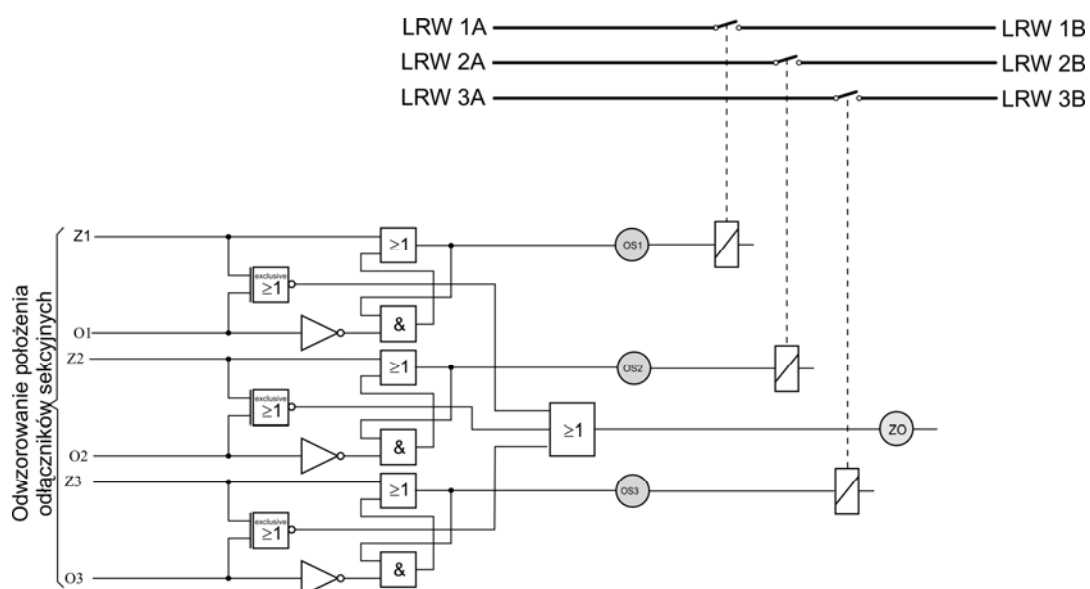 LRW 1A LRW 1B
LRW 2A LRW 2B
LRW 3A LRW 3B
Odwzorowanie położenia
odłączników sekcyjnych
Z1
≥1
OS1
exclusive
≥1
O1
&
Z2
≥1
OS2
exclusive
≥1
≥1
ZO
O2
&
Z3
≥1
OS3
exclusive
≥1
O3
&